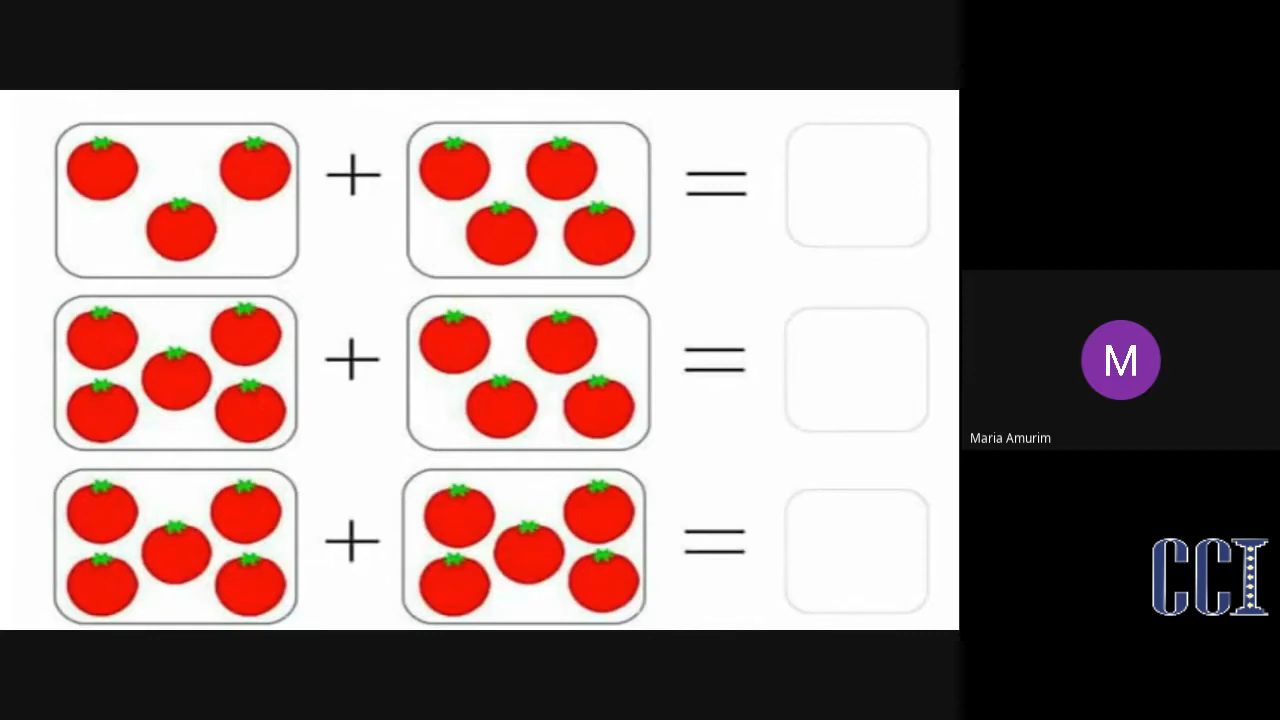 + =
+ =
M
Maria Amurim
+ =
CCI